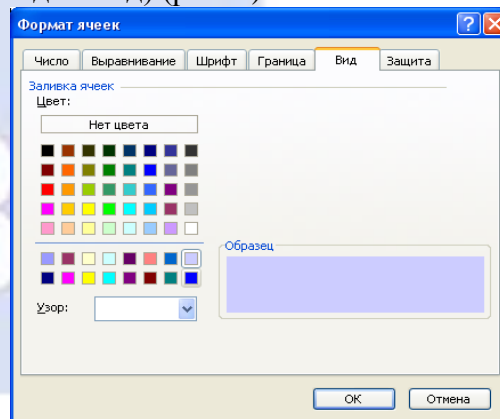 Формат ячеек
Число Выравнивание Шрифт Граница Вид Защита
Заливка ячеек
Цвет:
Нет цвета
Образец
Узор:
ОК Отмена